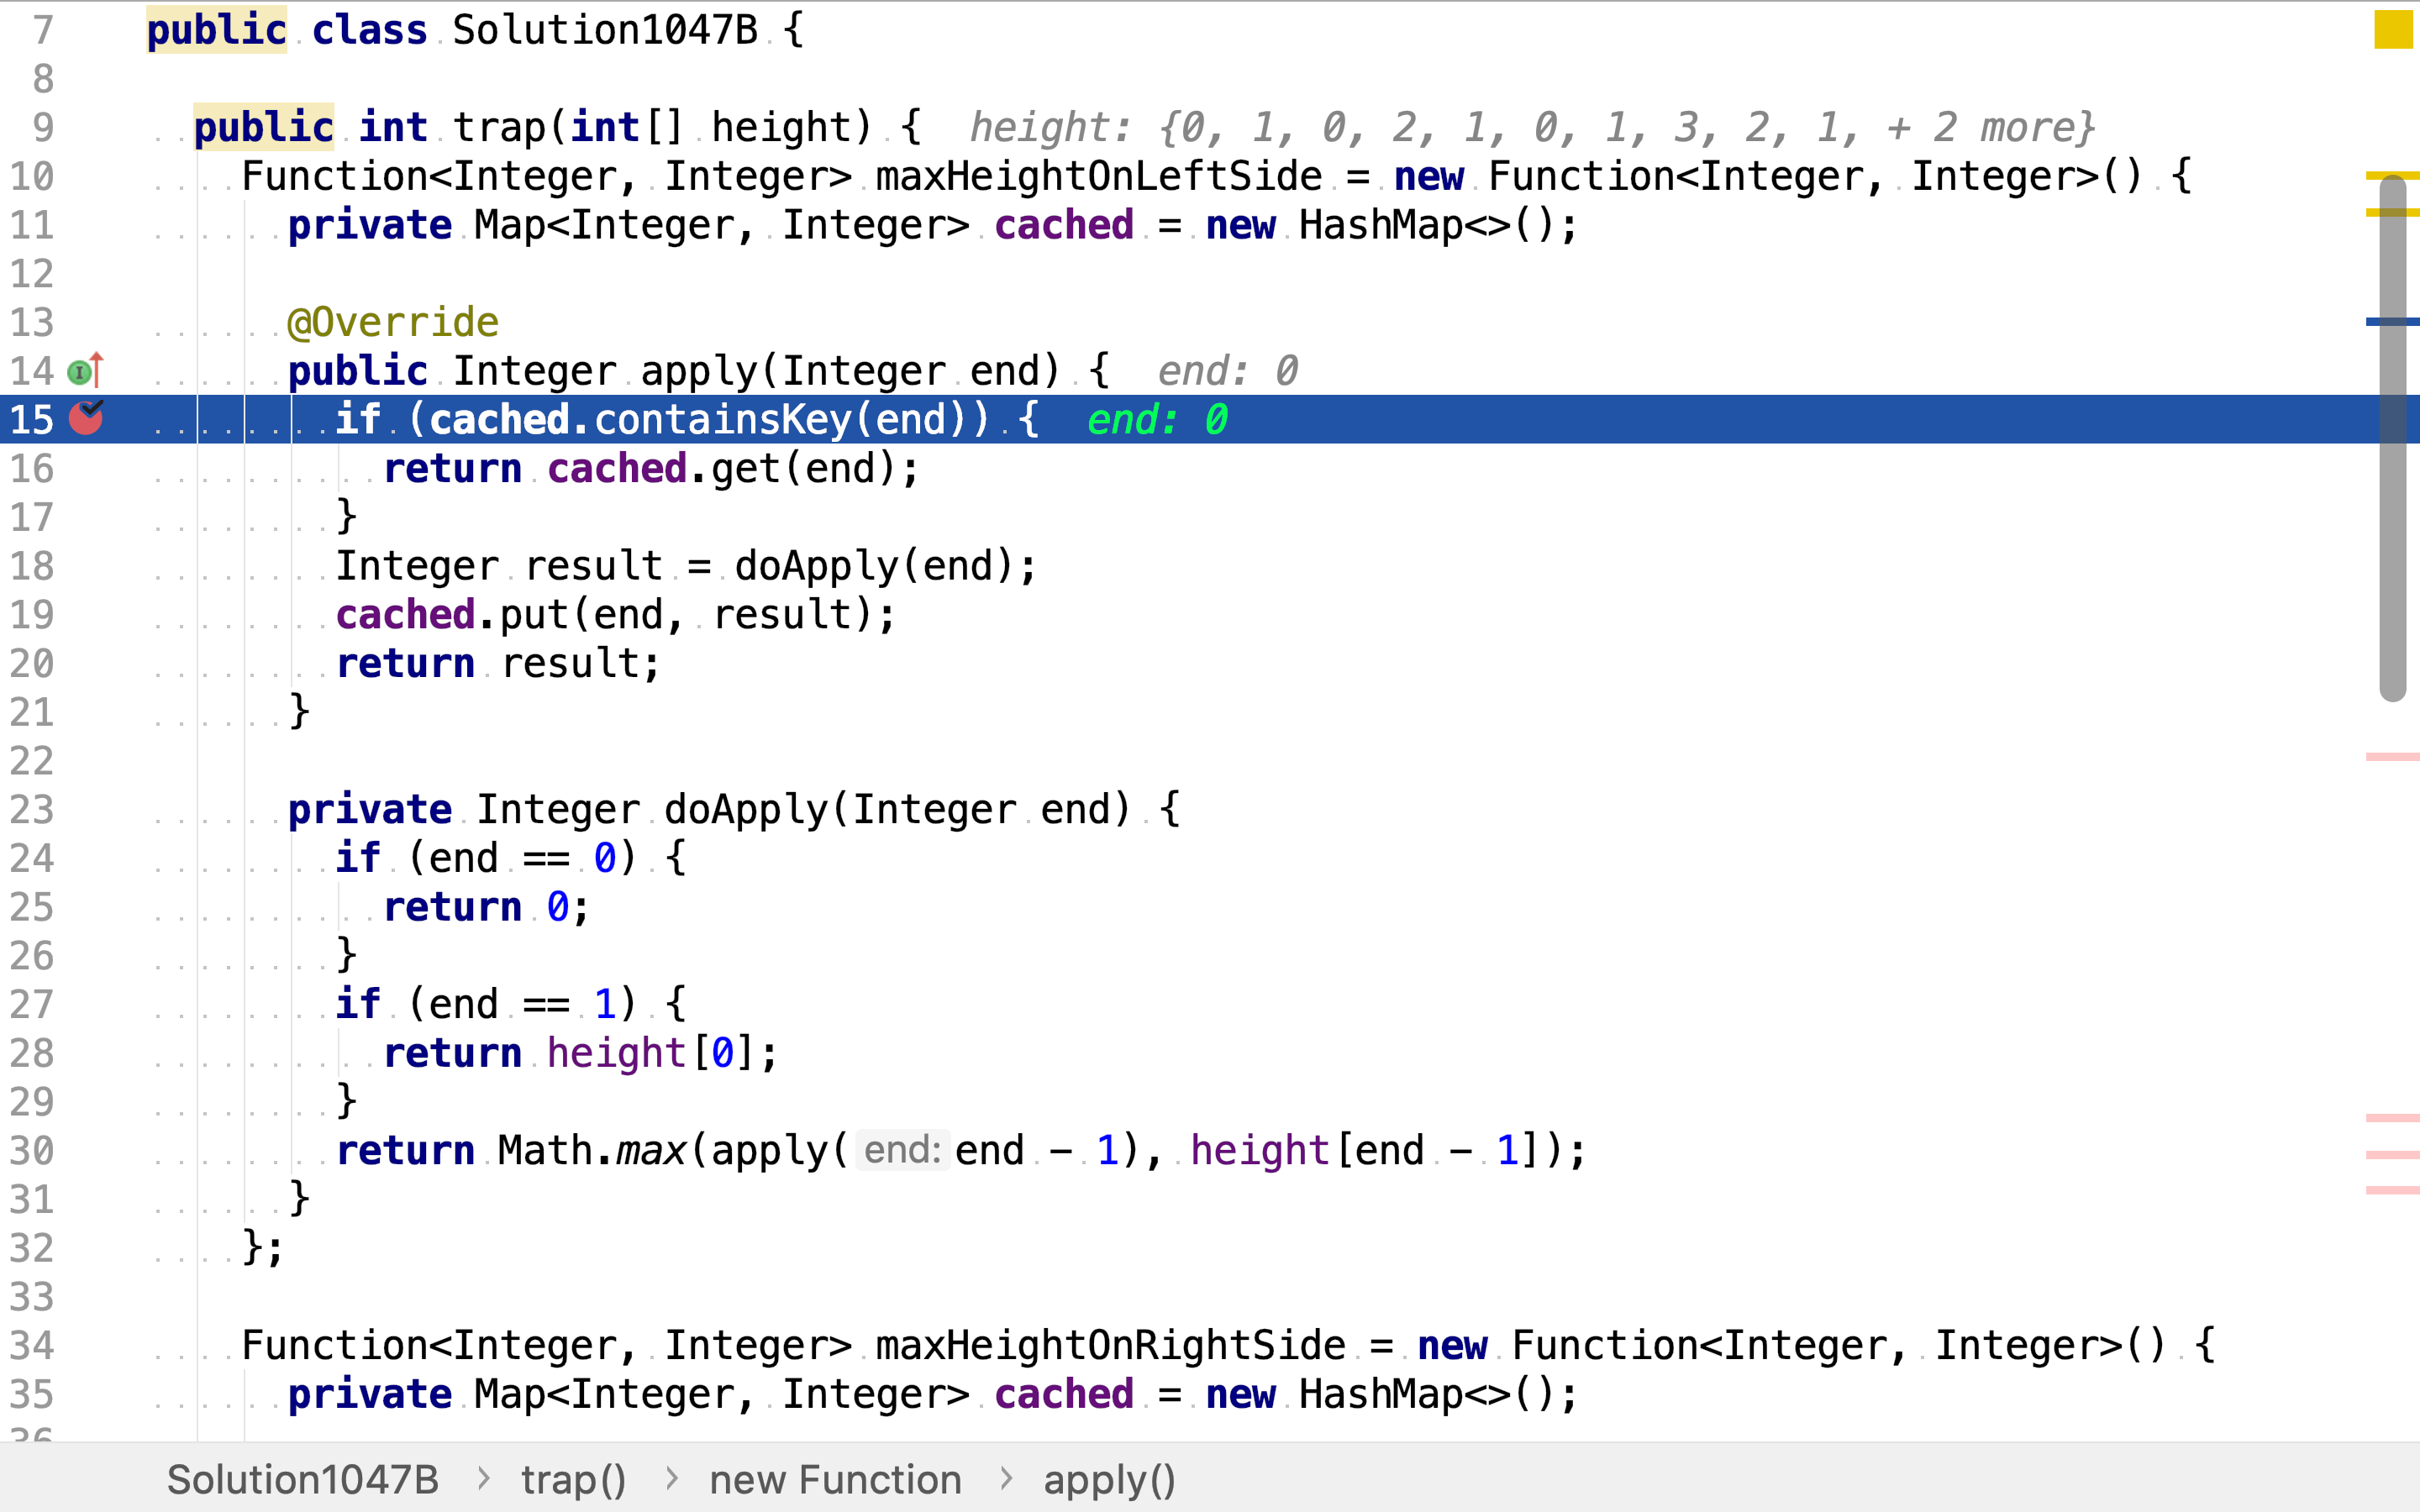 7 public class Solution1047B {
8
9 public int trap(int[] height) { height: {0, 1, 0, 2, 1, 0, 1, 3, 2, 1, + 2 more}
10 Function<Integer, Integer> maxHeightOnLeftSide = new Function<Integer, Integer>() {
11 private Map<Integer, Integer> cached = new HashMap<>();
12
13 @Override
14 public Integer apply(Integer end) { end: 0
15 if (cached.containsKey(end)) { end: 0
16 return cached.get(end);
17 }
18 Integer result = doApply(end);
19 cached.put(end, result);
20 return result;
21 }
22
23 private Integer doApply(Integer end) {
24 if (end == 0) {
25 return 0;
26 }
27 if (end == 1) {
28 return height[0];
29 }
30 return Math.max(apply( end: end - 1), height[end - 1]);
31 }
32 };
33
34 Function<Integer, Integer> maxHeightOnRightSide = new Function<Integer, Integer>() {
35 private Map<Integer, Integer> cached = new HashMap<>();
36
Solution1047B > trap() > new Function > apply()